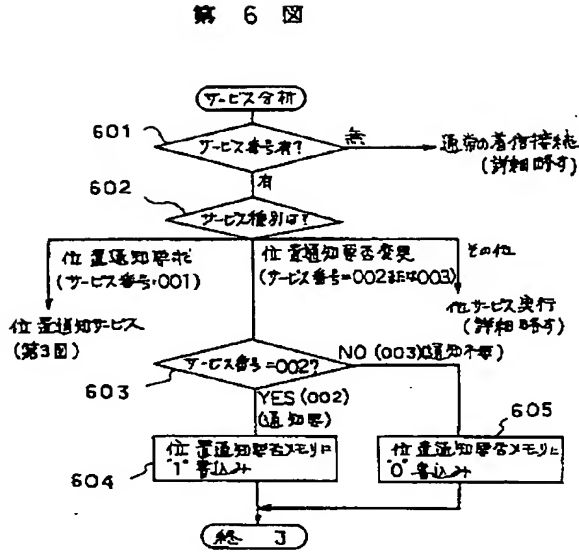 第 6 図
サービス分析
601
サービス番号有?
無
通常の着信接続
(詳細略す)
有
602
サービス種別は?
位置通知要求
(サービス番号=001)
位置通知要否変更
(サービス番号=002または003)
その他
位置通知サービス
(第3図)
他サービス実行
(詳細略す)
サービス番号=002?
NO (003)(通知不要)
603
YES (002)
(通知要)
605
位置通知要否メモリに
"1" 書込み
位置通知要否メモリに
"0" 書込み
604
終 了